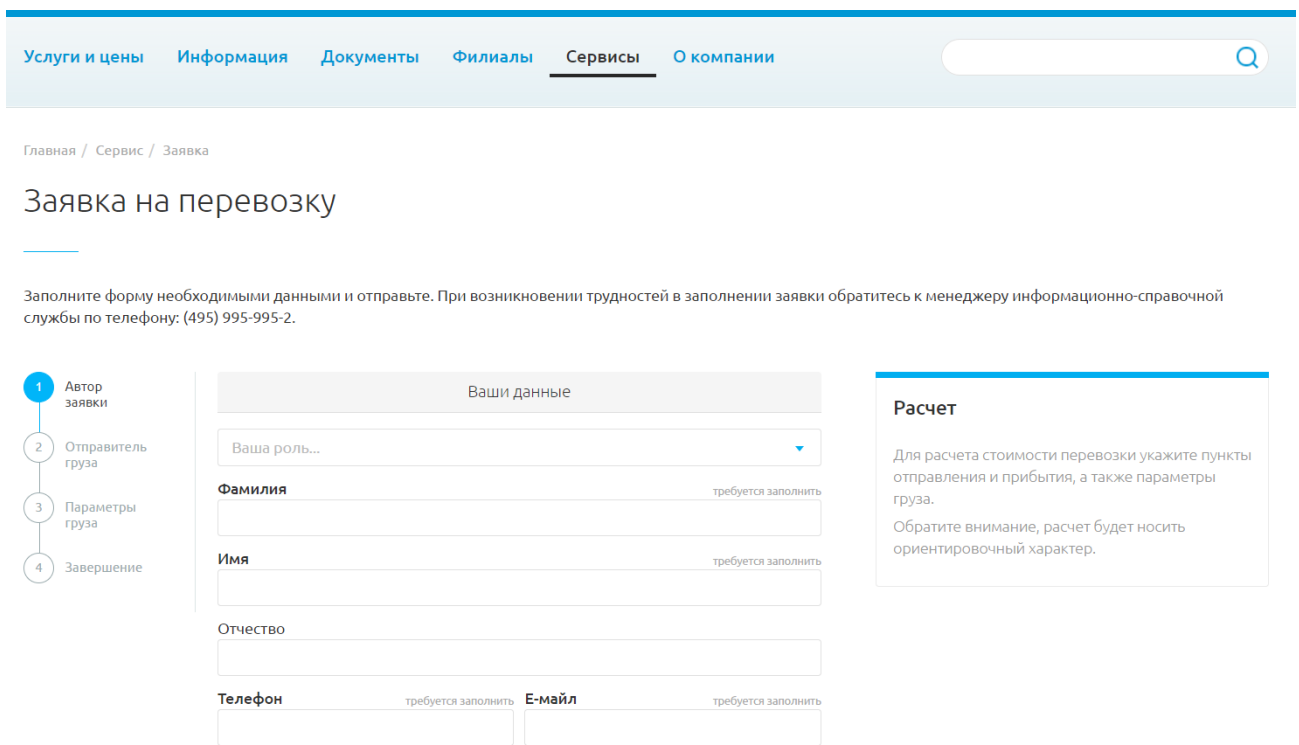 Услуги и цены Информация Документы Филиалы Сервисы О компании
Главная / Сервис / Заявка
Заявка на перевозку
Заполните форму необходимыми данными и отправьте. При возникновении трудностей в заполнении заявки обратитесь к менеджеру информационно-справочной
службы по телефону: (495) 995-995-2.
1 Автор
заявки
2 Отправитель
груза
3 Параметры
груза
4 Завершение
Ваши данные
Ваша роль...
Фамилия требуется заполнить
Имя требуется заполнить
Отчество
Телефон требуется заполнить Е-майл требуется заполнить
Расчет
Для расчета стоимости перевозки укажите пункты
отправления и прибытия, а также параметры
груза.
Обратите внимание, расчет будет носить
ориентировочный характер.